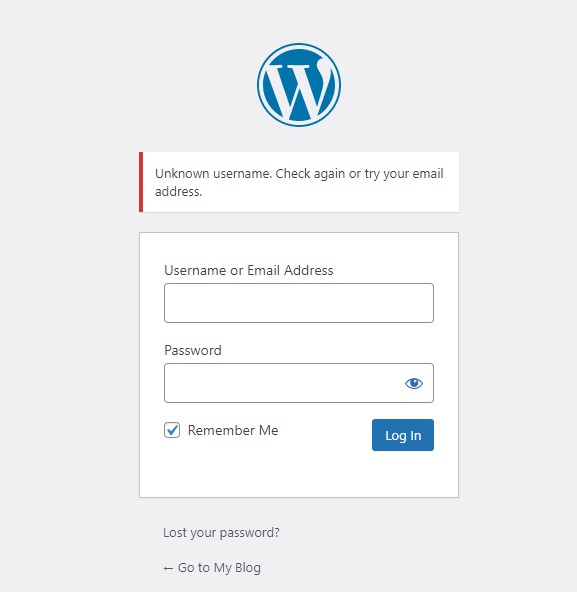 Unknown username. Check again or try your email
address.
Username or Email Address
Password
Remember Me
Log In
Lost your password?
← Go to My Blog